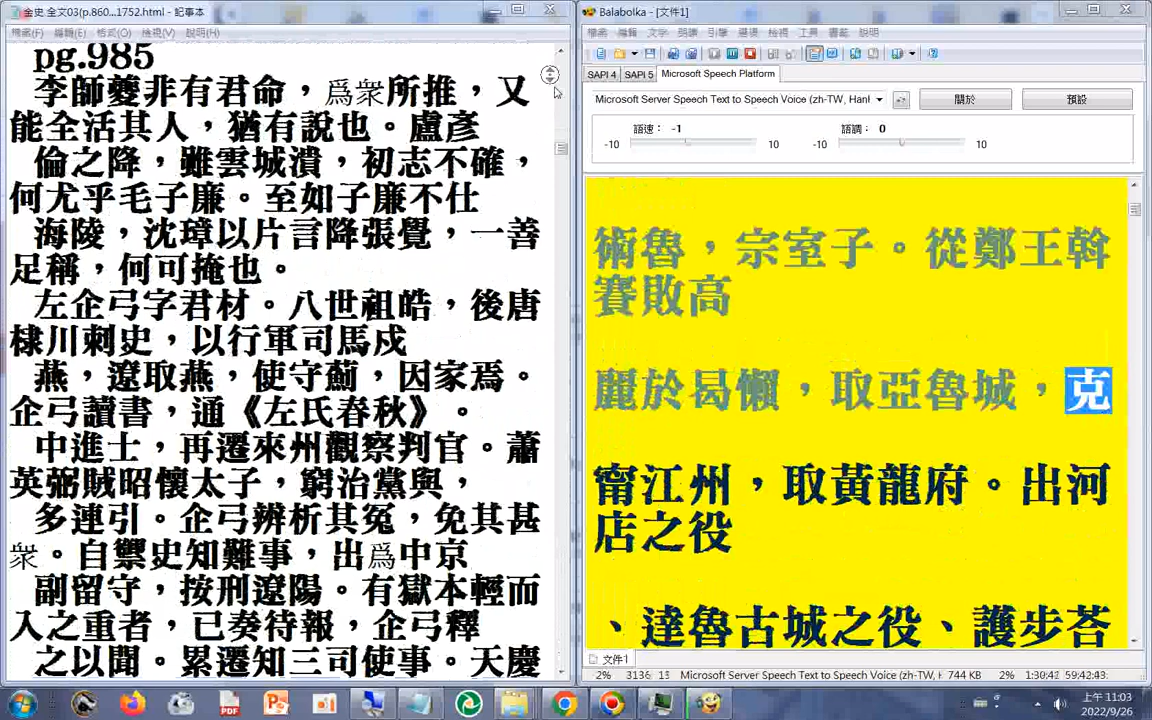 金史 全文03(p.860...1752.html - 記事本
檔案(F) 編輯(E) 格式(O) 檢視(V) 說明(H)
pg.985
李師夔非有君命，爲衆所推，又
能全活其人，猶有說也。盧彥
倫之降，雖雲城潰，初志不確，
何尤乎毛子廉。至如子廉不仕
海陵，沈璋以片言降張覺，一善
足稱，何可掩也。
左企弓字君材。八世祖皓，後唐
棣川刺史，以行軍司馬戍
燕，遼取燕，使守薊，因家焉。
企弓讀書，通《左氏春秋》。
中進士，再遷來州觀察判官。蕭
英弼賊昭懷太子，窮治黨與，
多連引。企弓辨析其冤，免其甚
衆。自禦史知難事，出爲中京
副留守，按刑遼陽。有獄本輕而
入之重者，已奏待報，企弓釋
之以聞。累遷知三司使事。天慶
Balabolka - [文件1]
檔案 編輯 文字 朗讀 引擎 選項 檢視 工具 書籤 說明
SAPI 4 SAPI 5 Microsoft Speech Platform
Microsoft Server Speech Text to Speech Voice (zh-TW, Hanl
關於
預設
語速： -1
語調： 0
-10 10 -10 10
術魯，宗室子。從鄭王斡
賽敗高
麗於曷懶，取亞魯城，克
甯江州，取黃龍府。出河
店之役
、達魯古城之役、護步荅
文件1
2% 3136 : 13 Microsoft Server Speech Text to Speech Voice (zh-TW, H 744 KB 2% 1:30:42 59:42:43
上午 11:03
2022/9/26